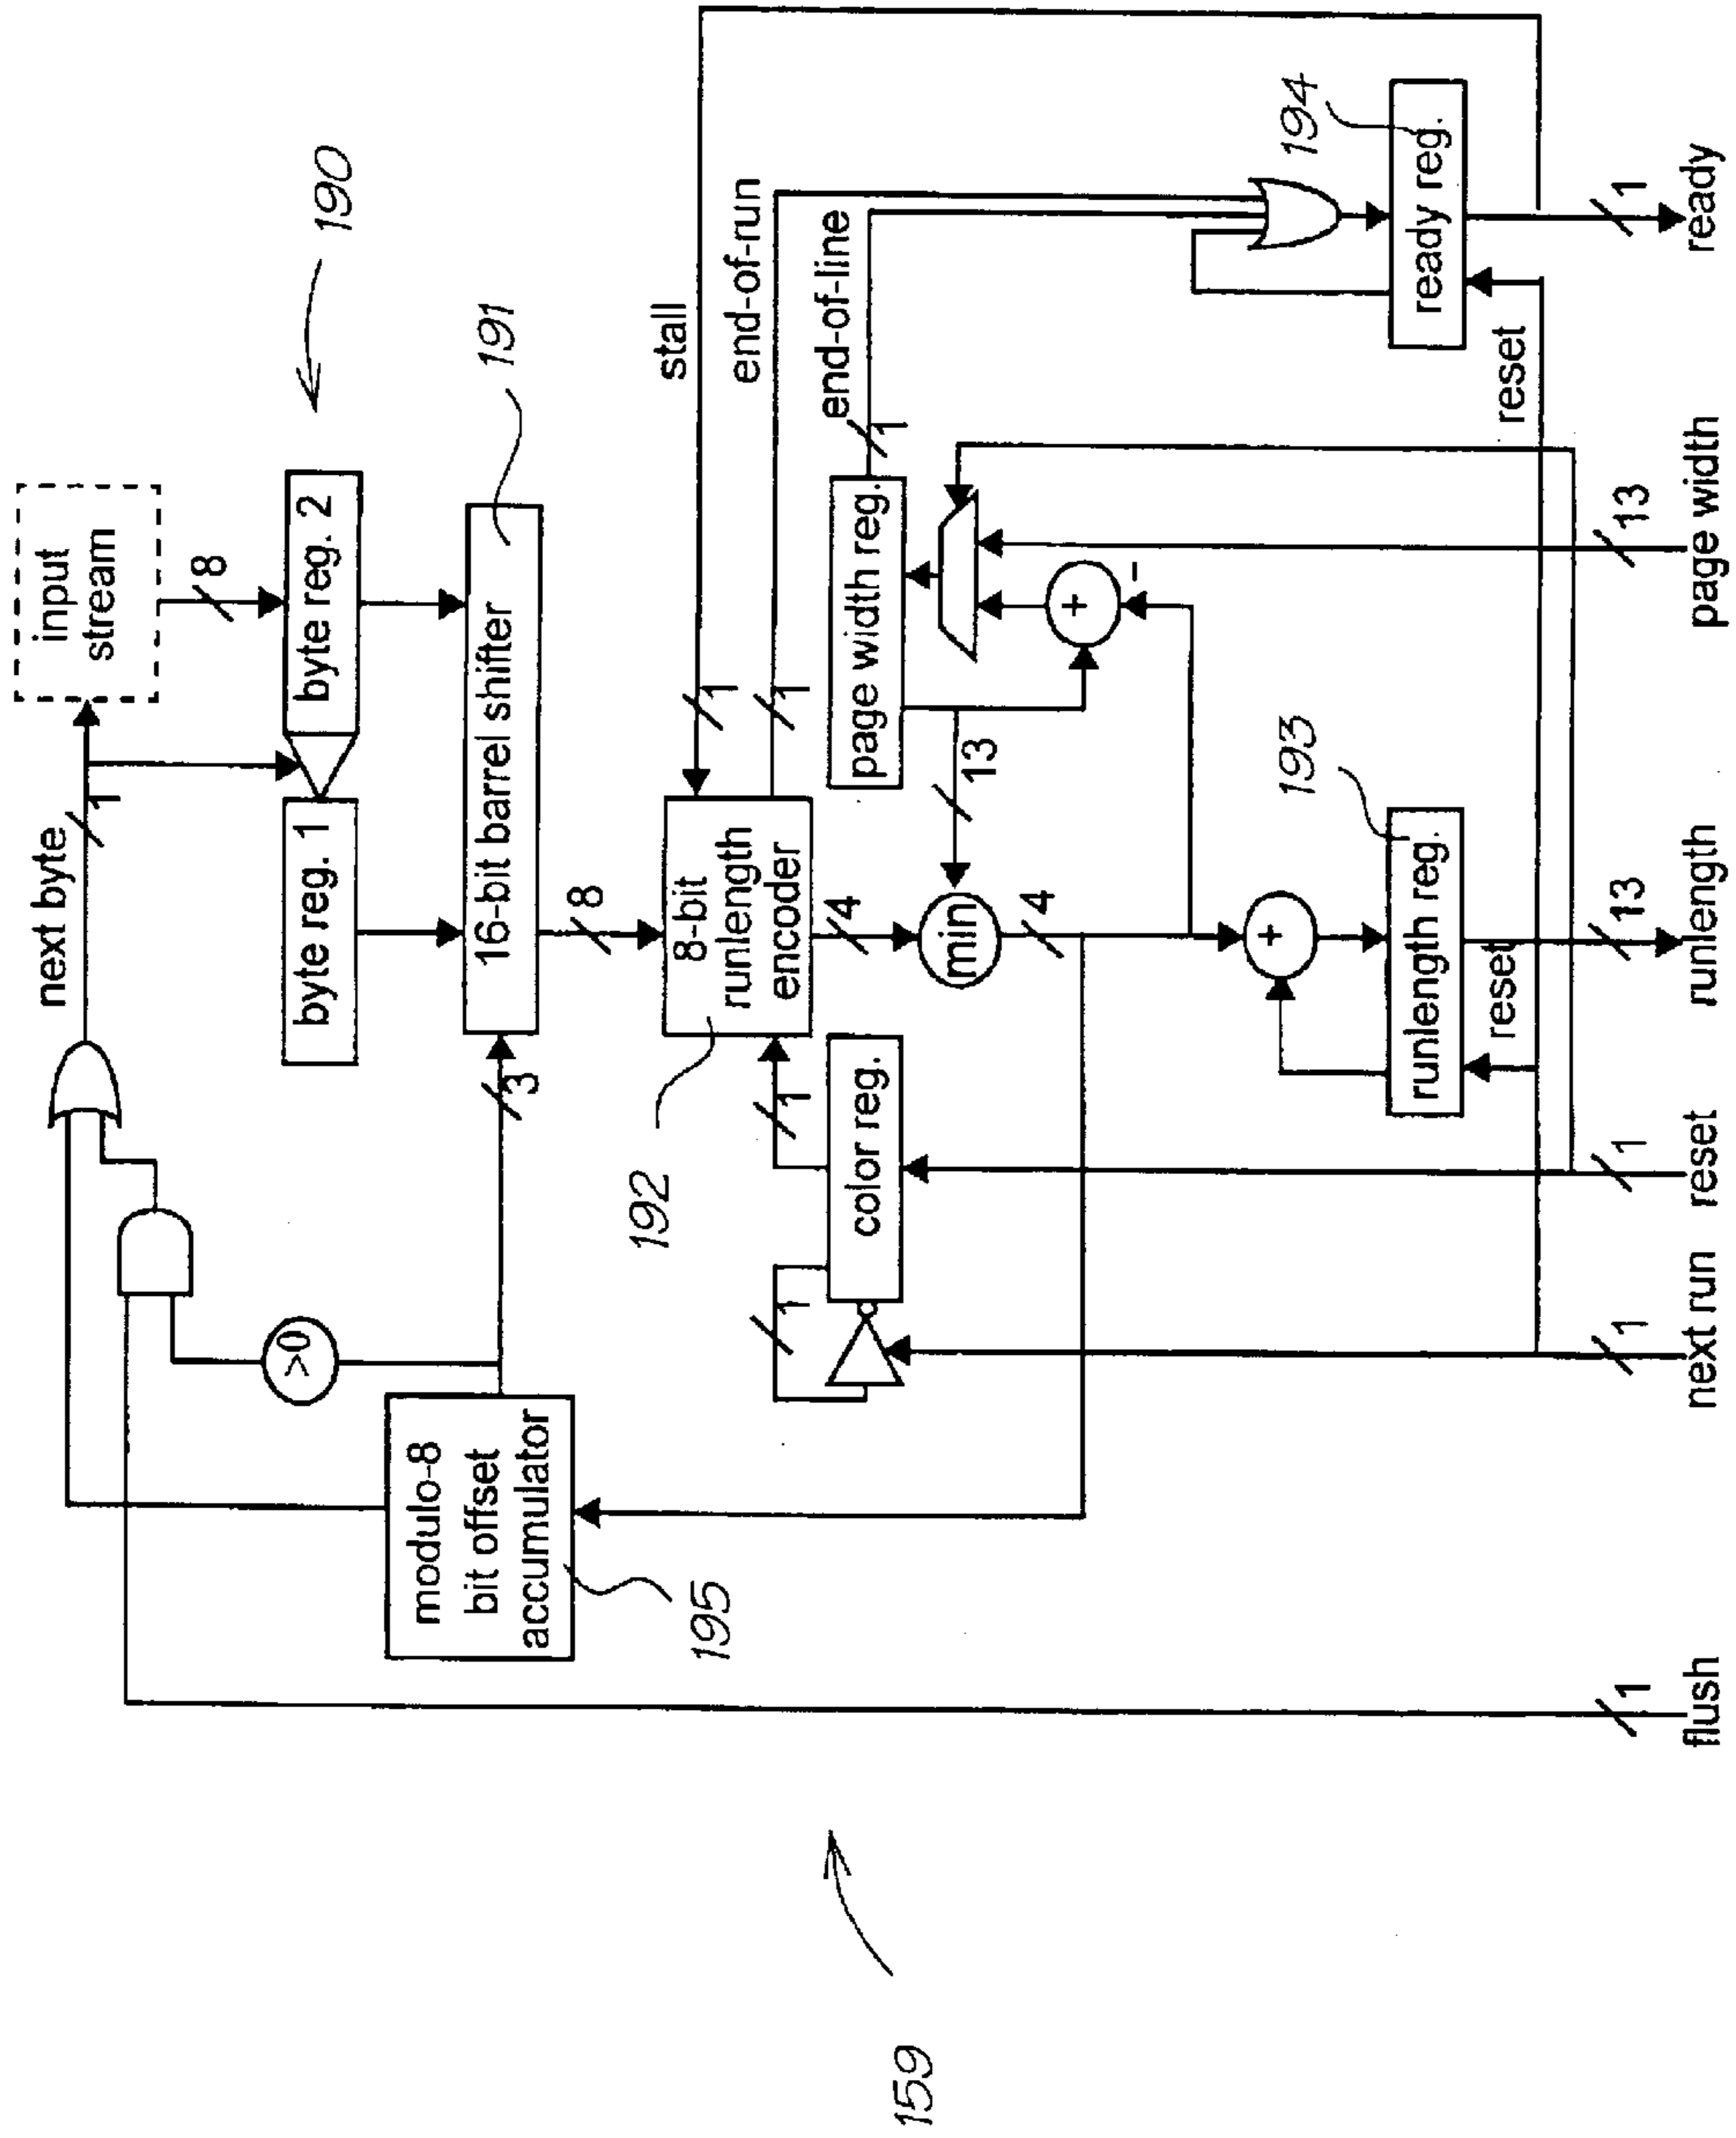 input
stream
next byte
1
8
190
byte reg. 1
byte reg. 2
16-bit barrel shifter
191
3
8
>0
modulo-8
bit offset
accumulator
195
8-bit
runlength
encoder
192
stall
1
end-of-run
1
end-of-line
1
color reg.
1
1
4
min
4
13
page width reg.
+
-
+
193
runlength reg.
reset
194
ready reg.
reset
1
flush
1
next run
1
reset
13
runlength
13
page width
1
ready
159